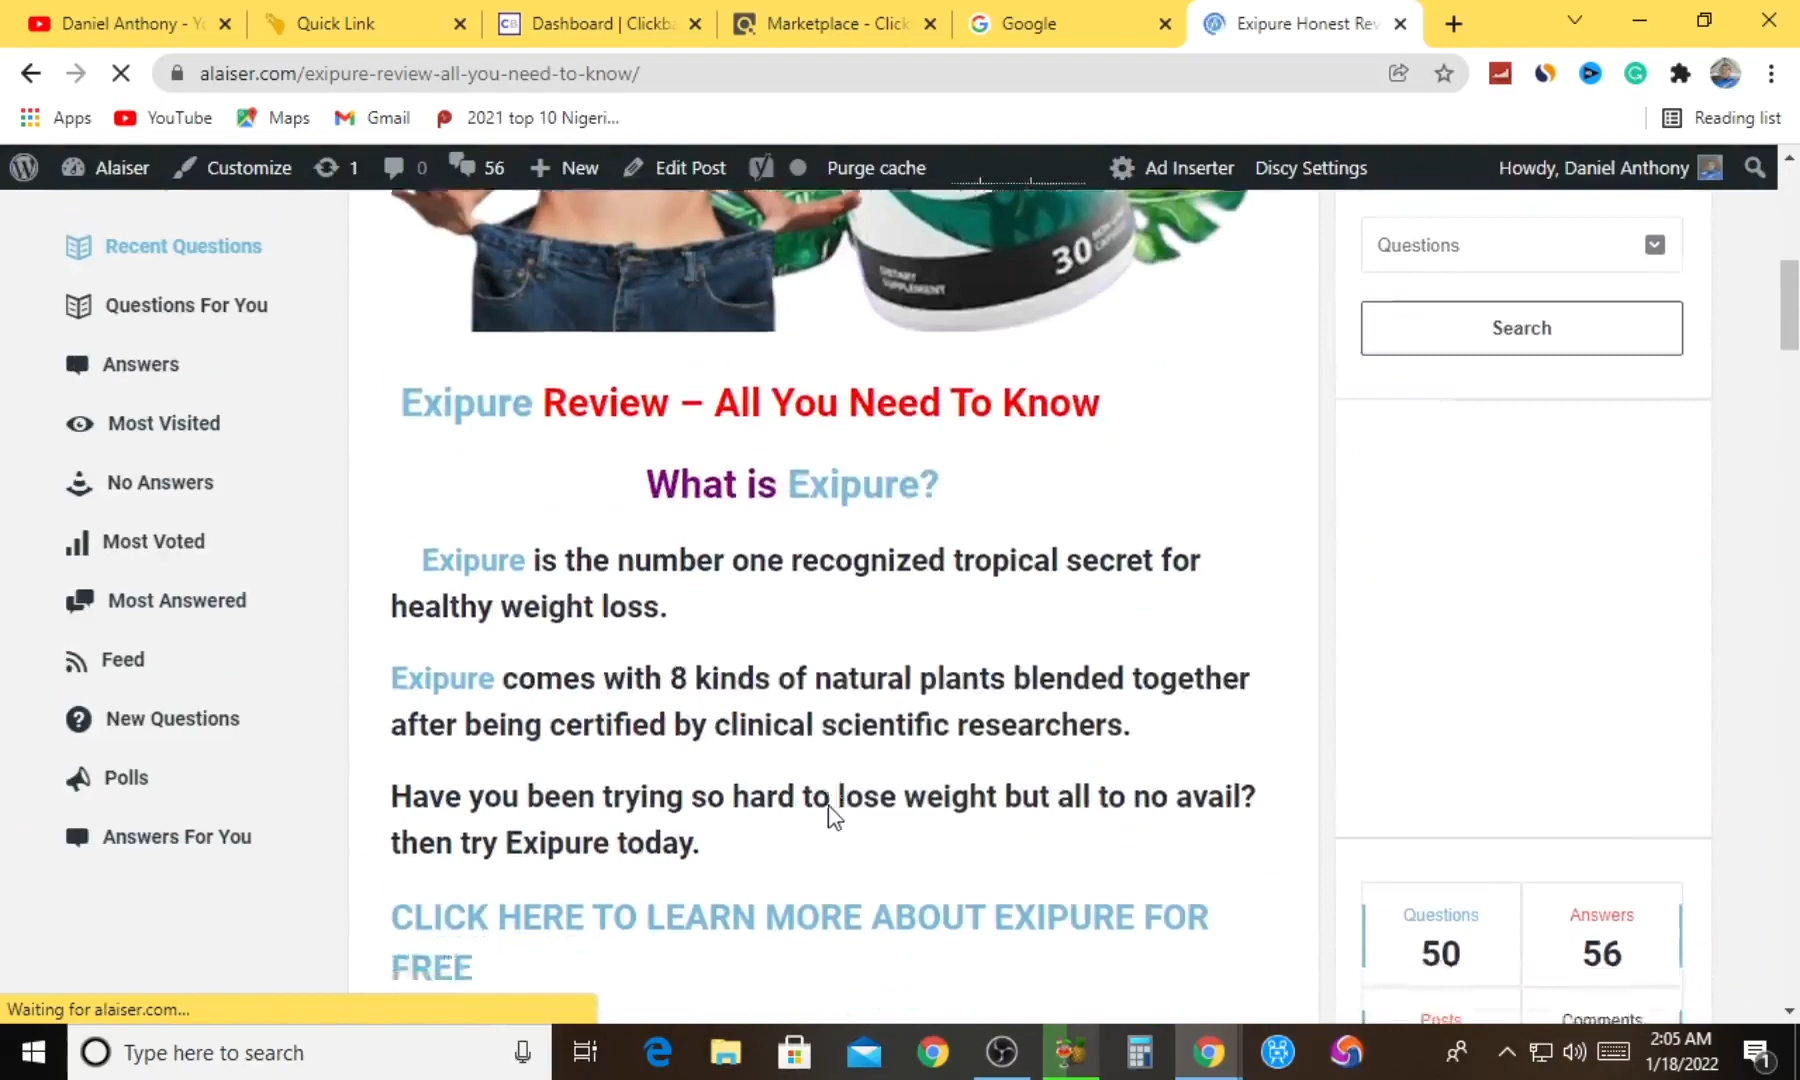 Daniel Anthony - Yo
Quick Link
Dashboard | Clickba
Marketplace - Click
Google
Exipure Honest Rev
alaiser.com/exipure-review-all-you-need-to-know/
Apps
YouTube
Maps
Gmail
2021 top 10 Nigeri...
Reading list
Alaiser
Customize
1
0
56
New
Edit Post
Purge cache
Ad Inserter
Discy Settings
Howdy, Daniel Anthony
Recent Questions
Questions For You
Answers
Most Visited
No Answers
Most Voted
Most Answered
Feed
New Questions
Polls
Answers For You
DIETARY
SUPPLEMENT
30
Exipure Review – All You Need To Know
What is Exipure?
Exipure is the number one recognized tropical secret for
healthy weight loss.
Exipure comes with 8 kinds of natural plants blended together
after being certified by clinical scientific researchers.
Have you been trying so hard to lose weight but all to no avail?
then try Exipure today.
CLICK HERE TO LEARN MORE ABOUT EXIPURE FOR
FREE
Questions
Search
Questions
50
Answers
56
Posts
Comments
Waiting for alaiser.com...
Type here to search
2:05 AM
1/18/2022
1